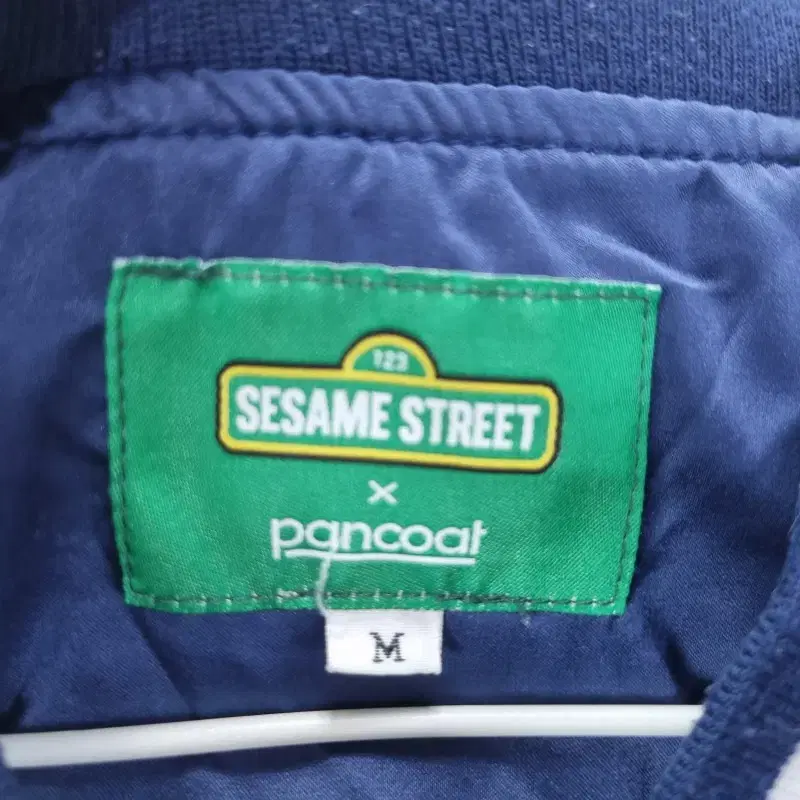 123
SESAME STREET
×
pancoat
M